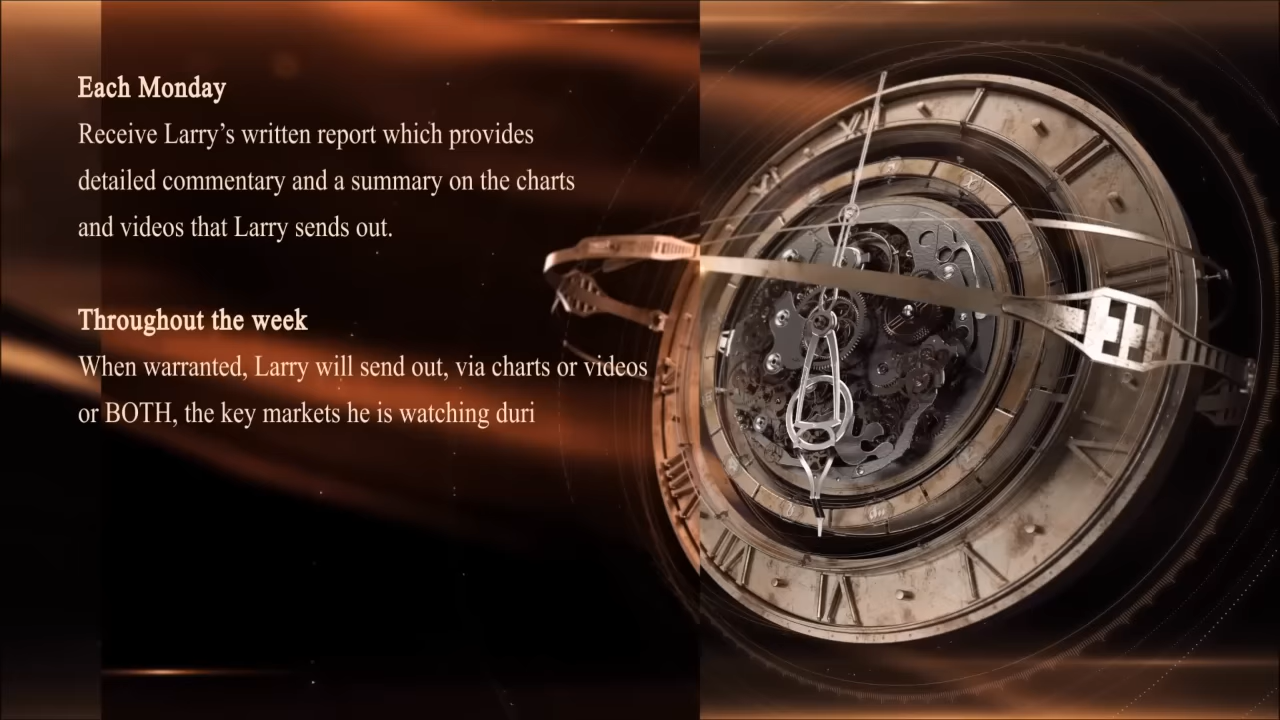 Each Monday
Receive Larry’s written report which provides
detailed commentary and a summary on the charts
and videos that Larry sends out.
Throughout the week
When warranted, Larry will send out, via charts or videos
or BOTH, the key markets he is watching duri